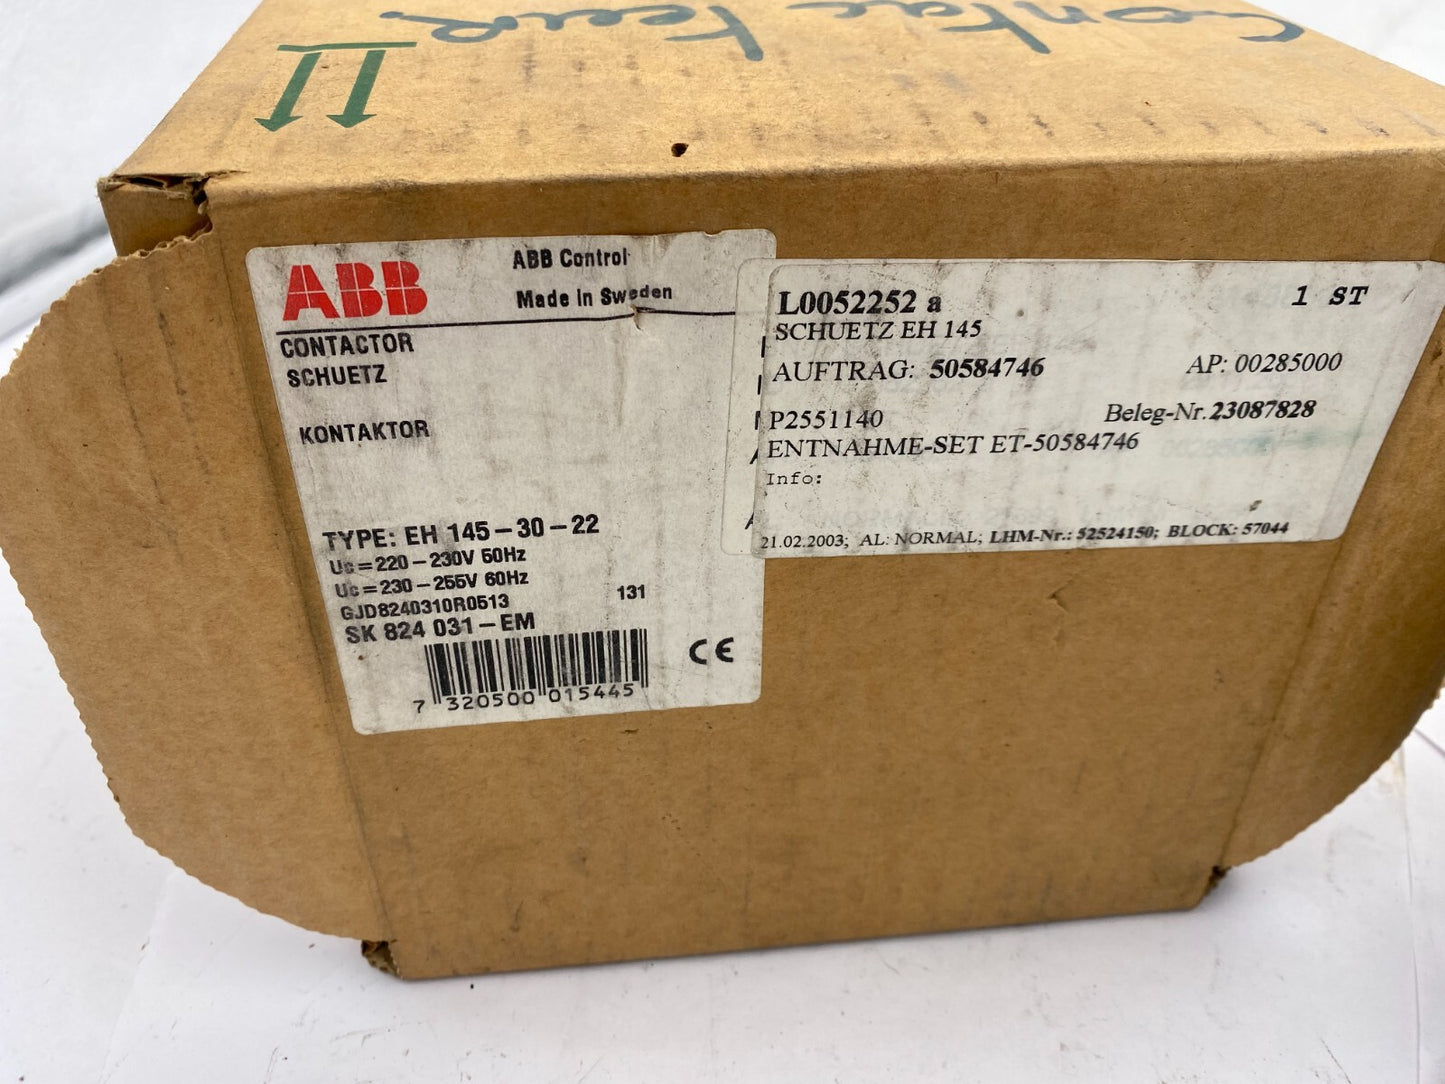 Contac
teur
ABB
ABB Control
Made in Sweden
CONTACTOR
SCHUETZ
KONTAKTOR
TYPE: EH 145-30-22
Uc=220-230V 50Hz
Uc=230-255V 60Hz
GJD8240310R0513 131
SK 824 031-EM
CE
7 320500 015445
L0052252 a 1 ST
SCHUETZ EH 145
AUFTRAG: 50584746 AP: 00285000
P2551140 Beleg-Nr. 23087828
ENTNAHME-SET ET-50584746
Info:
21.02.2003; AL: NORMAL; LHM-Nr.: 52524150; BLOCK: 57044